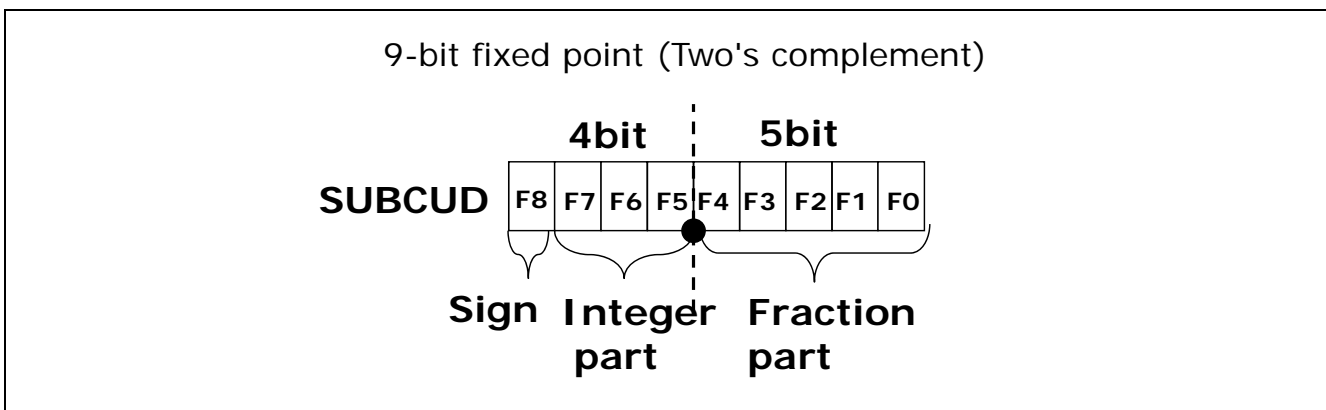 9-bit fixed point (Two's complement)
4bit 5bit
SUBCUD F8 F7 F6 F5 F4 F3 F2 F1 F0
Sign Integer Fraction
part part